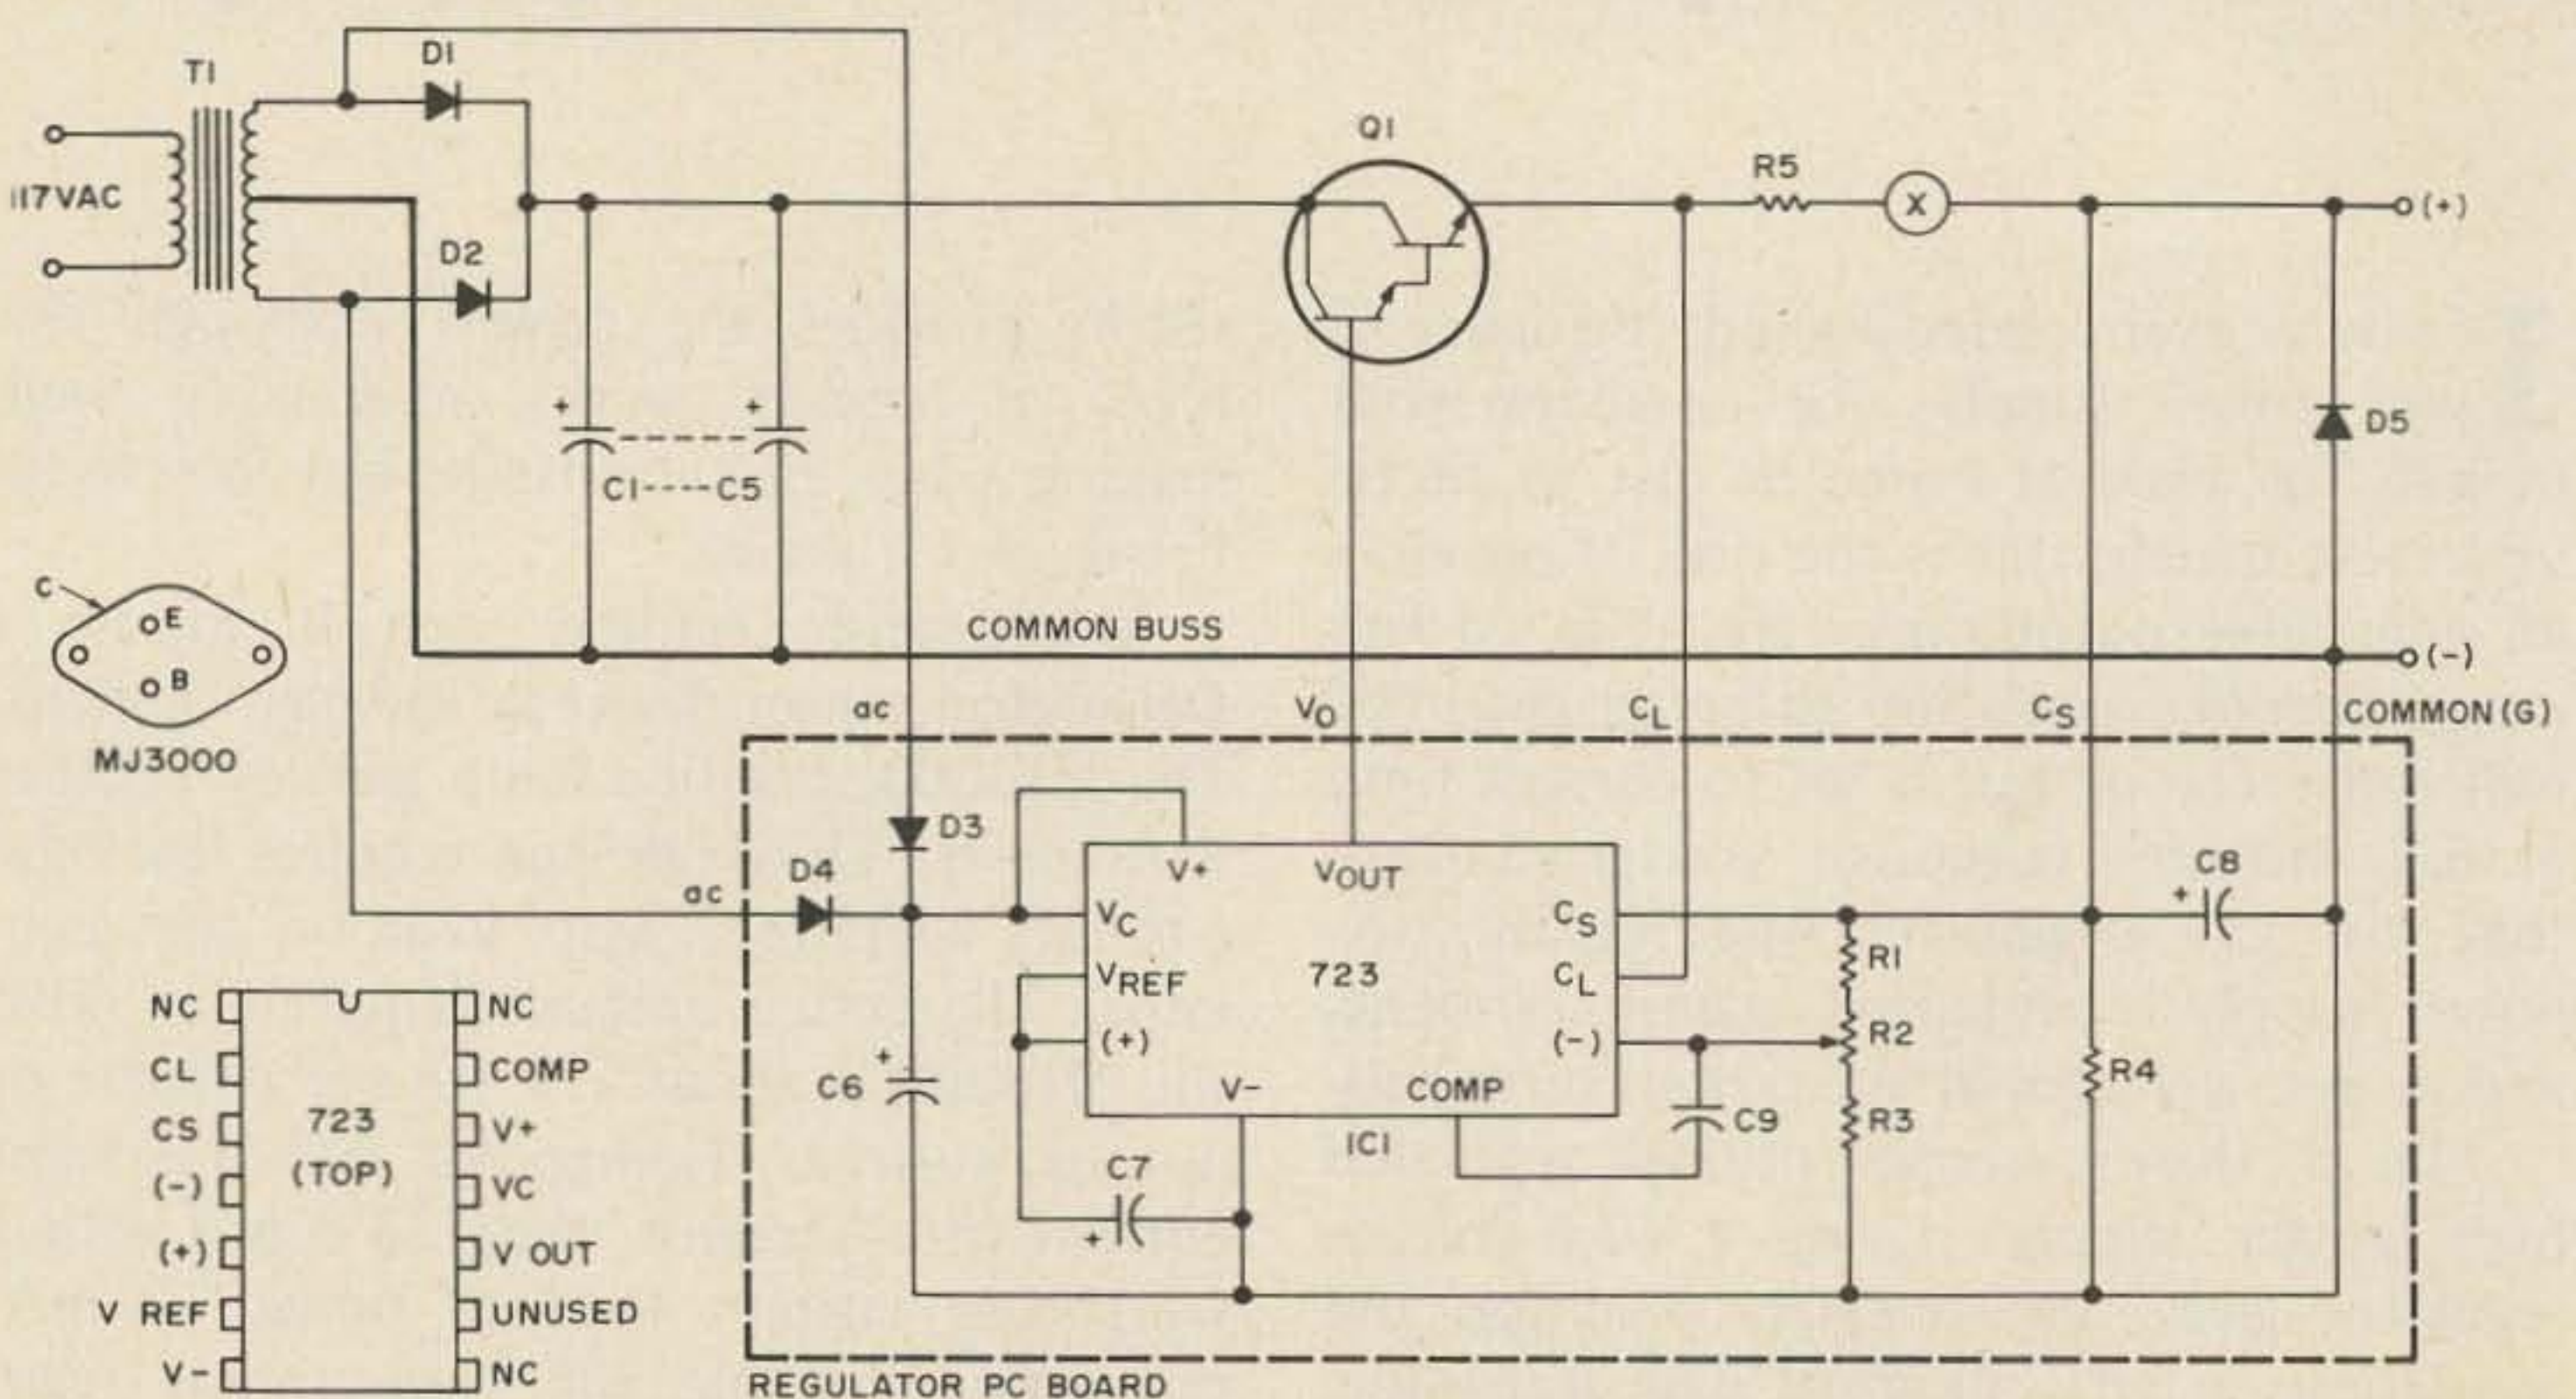 T1
D1
117VAC
D2
Q1
R5
X
(+)
+
+
C1----C5
D5
C
E
B
MJ3000
COMMON BUSS
(-)
ac
VO
CL
CS
COMMON (G)
D3
D4
ac
V+
VOUT
VC
CS
C8
+
VREF
723
CL
R1
(+)
(-)
R2
+
C6
V-
COMP
C9
R3
R4
IC1
C7
+
NC
NC
CL
COMP
CS
723
V+
(-)
(TOP)
VC
(+)
V OUT
V REF
UNUSED
V-
NC
REGULATOR PC BOARD